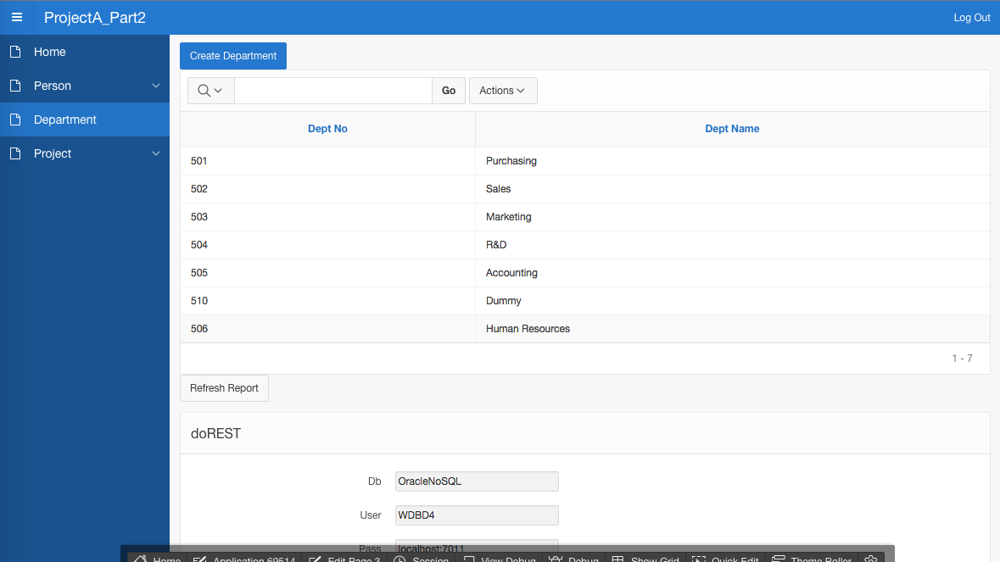 ProjectA_Part2
Log Out
Home
Person
Department
Project
Create Department
Go
Actions
Dept No Dept Name
501 Purchasing
502 Sales
503 Marketing
504 R&D
505 Accounting
510 Dummy
506 Human Resources
1 - 7
Refresh Report
doREST
Db OracleNoSQL
User WDBD4
Pass localhost:7011
Home Application 69514 Edit Page 3 Session View Debug Debug Show Grid Quick Edit Theme Roller